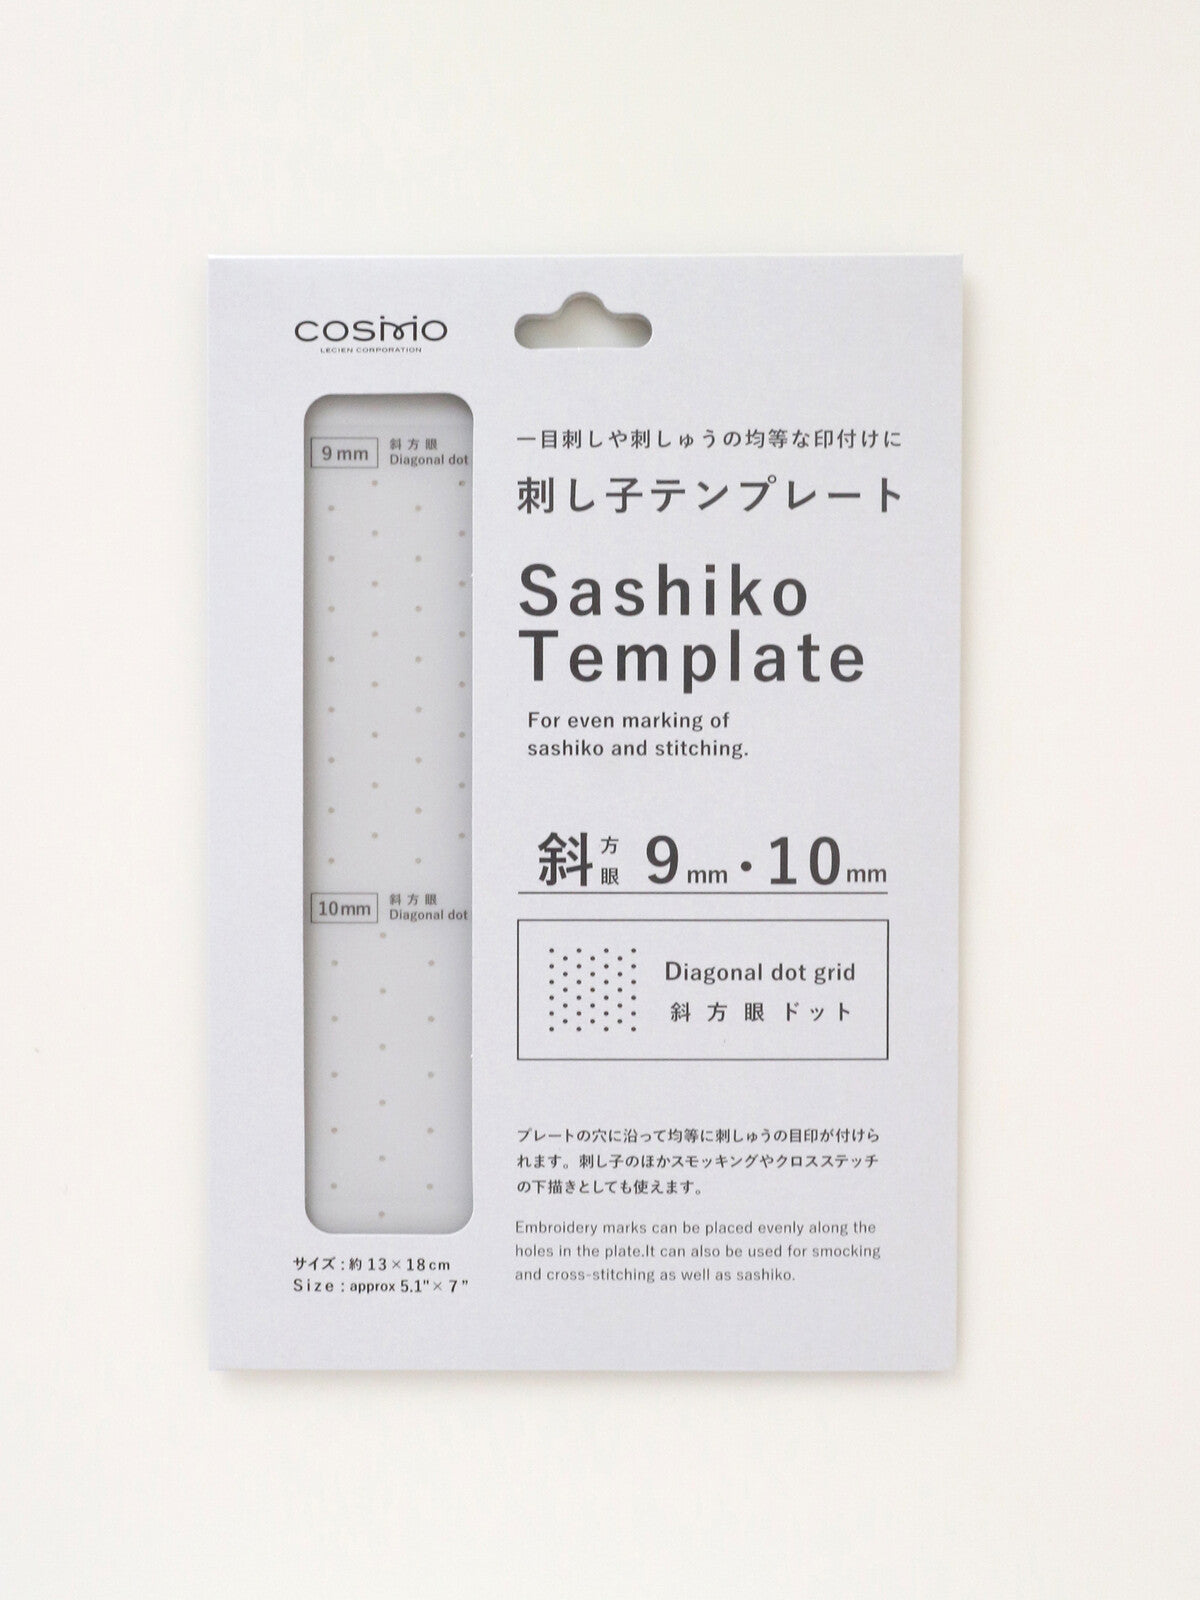 COSMO
LECIEN CORPORATION
9mm
斜方眼
Diagonal dot
10mm
斜方眼
Diagonal dot
サイズ：約 13×18cm
Size : approx 5.1"× 7"
一目刺しや刺しゅうの均等な印付けに
刺し子テンプレート
Sashiko
Template
For even marking of
sashiko and stitching.
斜方眼 9mm・10mm
Diagonal dot grid
斜方眼ドット
プレートの穴に沿って均等に刺しゅうの目印が付けら
れます。刺し子のほかスモッキングやクロスステッチ
の下描きとしても使えます。
Embroidery marks can be placed evenly along the
holes in the plate.It can also be used for smocking
and cross-stitching as well as sashiko.